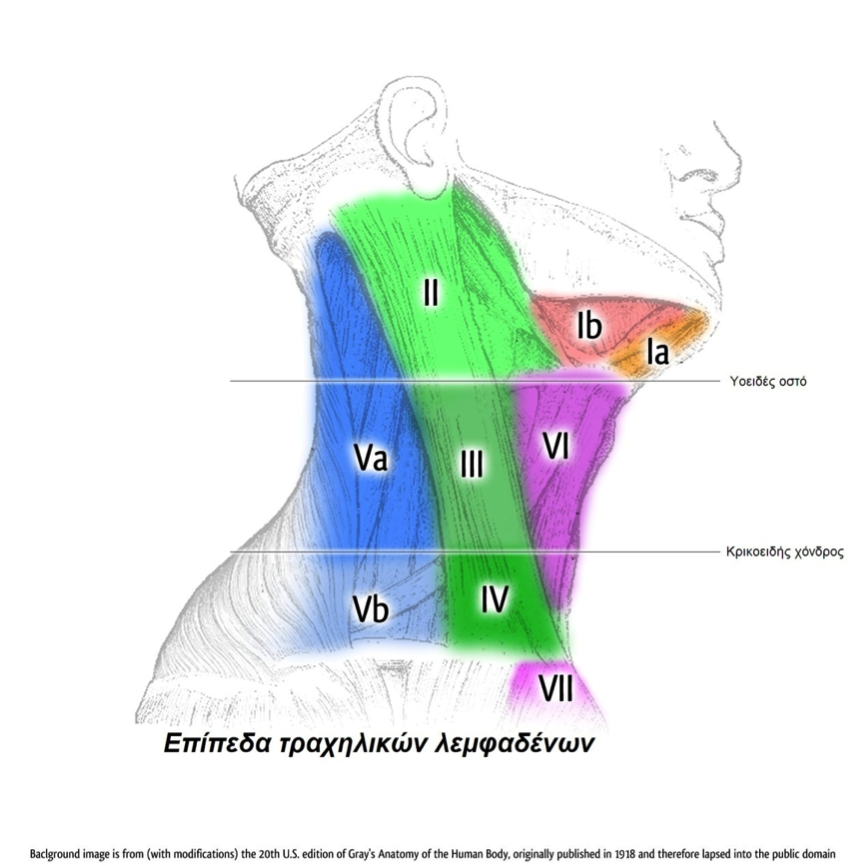 II
Ib
Ia
Υοειδές οστό
Va
III
VI
Κρικοειδής χόνδρος
Vb
IV
VII
Επίπεδα τραχηλικών λεμφαδένων
Baclground image is from (with modifications) the 20th U.S. edition of Gray's Anatomy of the Human Body, originally published in 1918 and therefore lapsed into the public domain